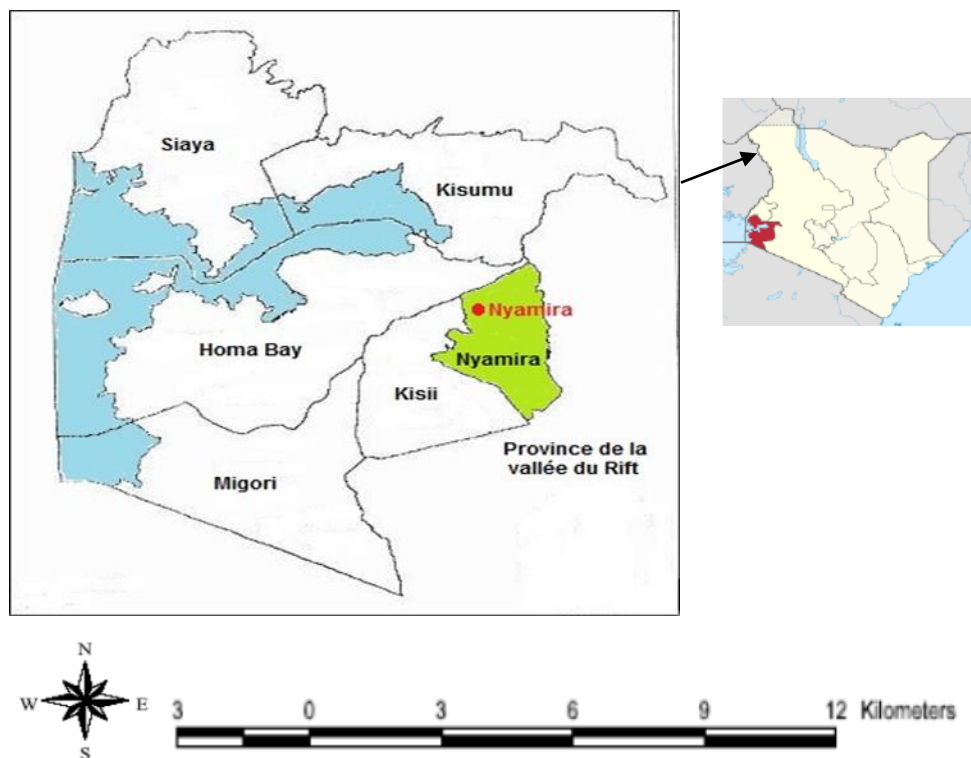 Siaya
Kisumu
Nyamira
Homa Bay
Nyamira
Kisii
Province de la
vallée du Rift
Migori
N
W E
S
3 0 3 6 9 12 Kilometers